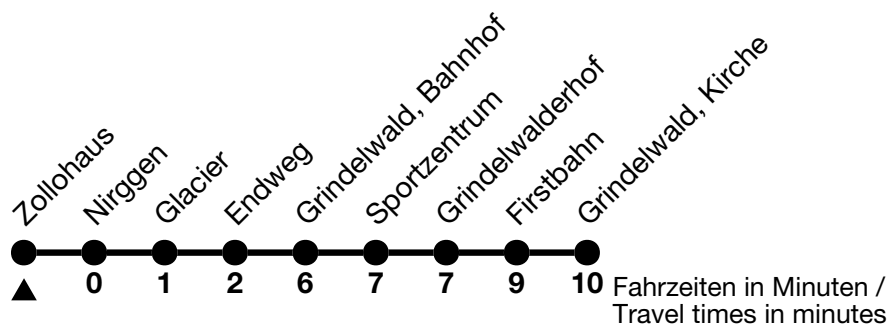 Zollohaus
Nirggen
Glacier
Endweg
Grindelwald, Bahnhof
Sportzentrum
Grindelwalderhof
Firstbahn
Grindelwald, Kirche
0 1 2 6 7 7 9 10 Fahrzeiten in Minuten /
Travel times in minutes